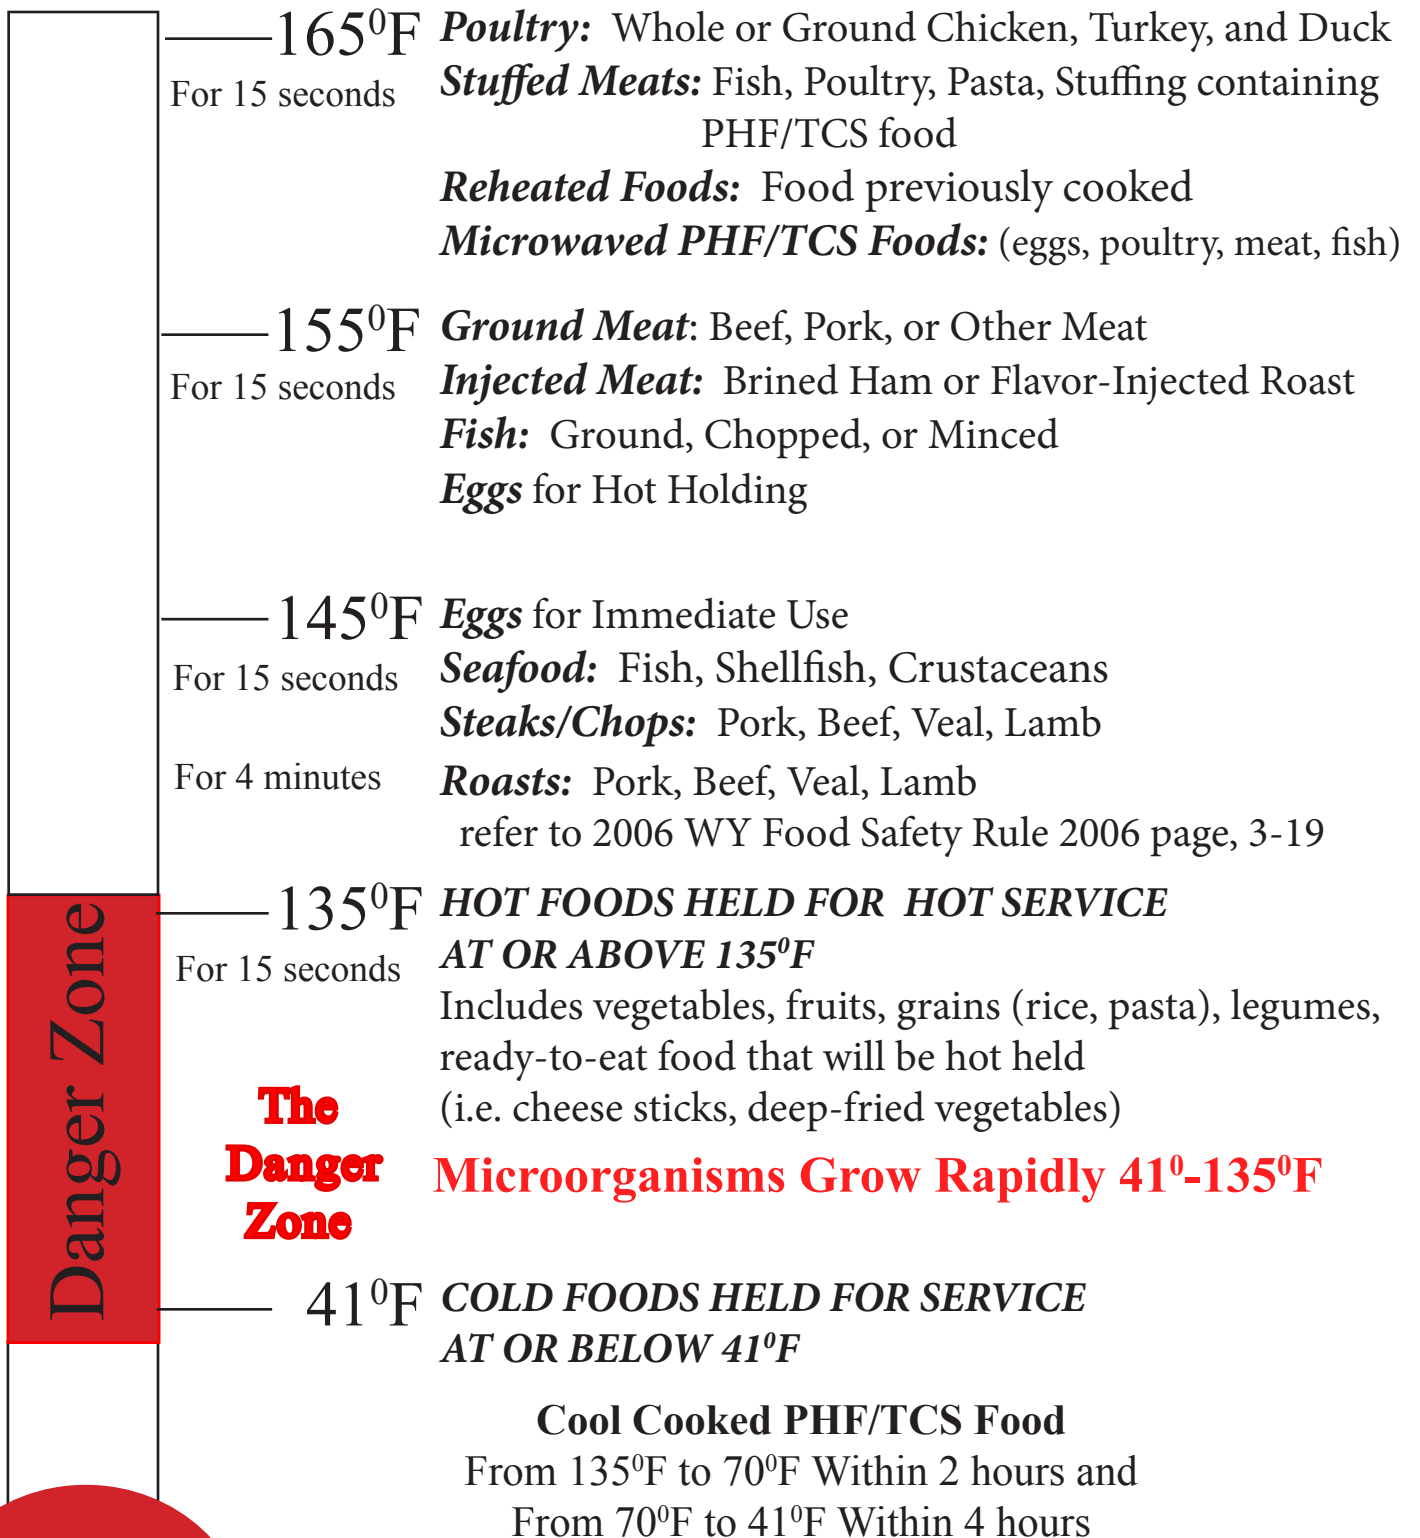 165⁰F Poultry: Whole or Ground Chicken, Turkey, and Duck
For 15 seconds Stuffed Meats: Fish, Poultry, Pasta, Stuffing containing
PHF/TCS food
Reheated Foods: Food previously cooked
Microwaved PHF/TCS Foods: (eggs, poultry, meat, fish)
155⁰F Ground Meat: Beef, Pork, or Other Meat
For 15 seconds Injected Meat: Brined Ham or Flavor-Injected Roast
Fish: Ground, Chopped, or Minced
Eggs for Hot Holding
145⁰F Eggs for Immediate Use
For 15 seconds Seafood: Fish, Shellfish, Crustaceans
Steaks/Chops: Pork, Beef, Veal, Lamb
For 4 minutes Roasts: Pork, Beef, Veal, Lamb
refer to 2006 WY Food Safety Rule 2006 page, 3-19
135⁰F HOT FOODS HELD FOR HOT SERVICE
For 15 seconds AT OR ABOVE 135⁰F
Includes vegetables, fruits, grains (rice, pasta), legumes,
ready-to-eat food that will be hot held
(i.e. cheese sticks, deep-fried vegetables)
Danger Zone
The
Danger
Zone
Microorganisms Grow Rapidly 41⁰-135⁰F
41⁰F COLD FOODS HELD FOR SERVICE
AT OR BELOW 41⁰F
Cool Cooked PHF/TCS Food
From 135⁰F to 70⁰F Within 2 hours and
From 70⁰F to 41⁰F Within 4 hours